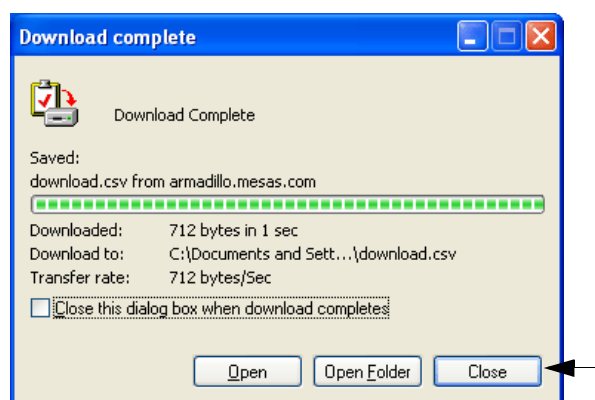 Download complete
Download Complete
Saved:
download.csv from armadillo.mesas.com
Downloaded: 712 bytes in 1 sec
Download to: C:\Documents and Sett...\download.csv
Transfer rate: 712 bytes/Sec
Close this dialog box when download completes
Open Open Folder Close